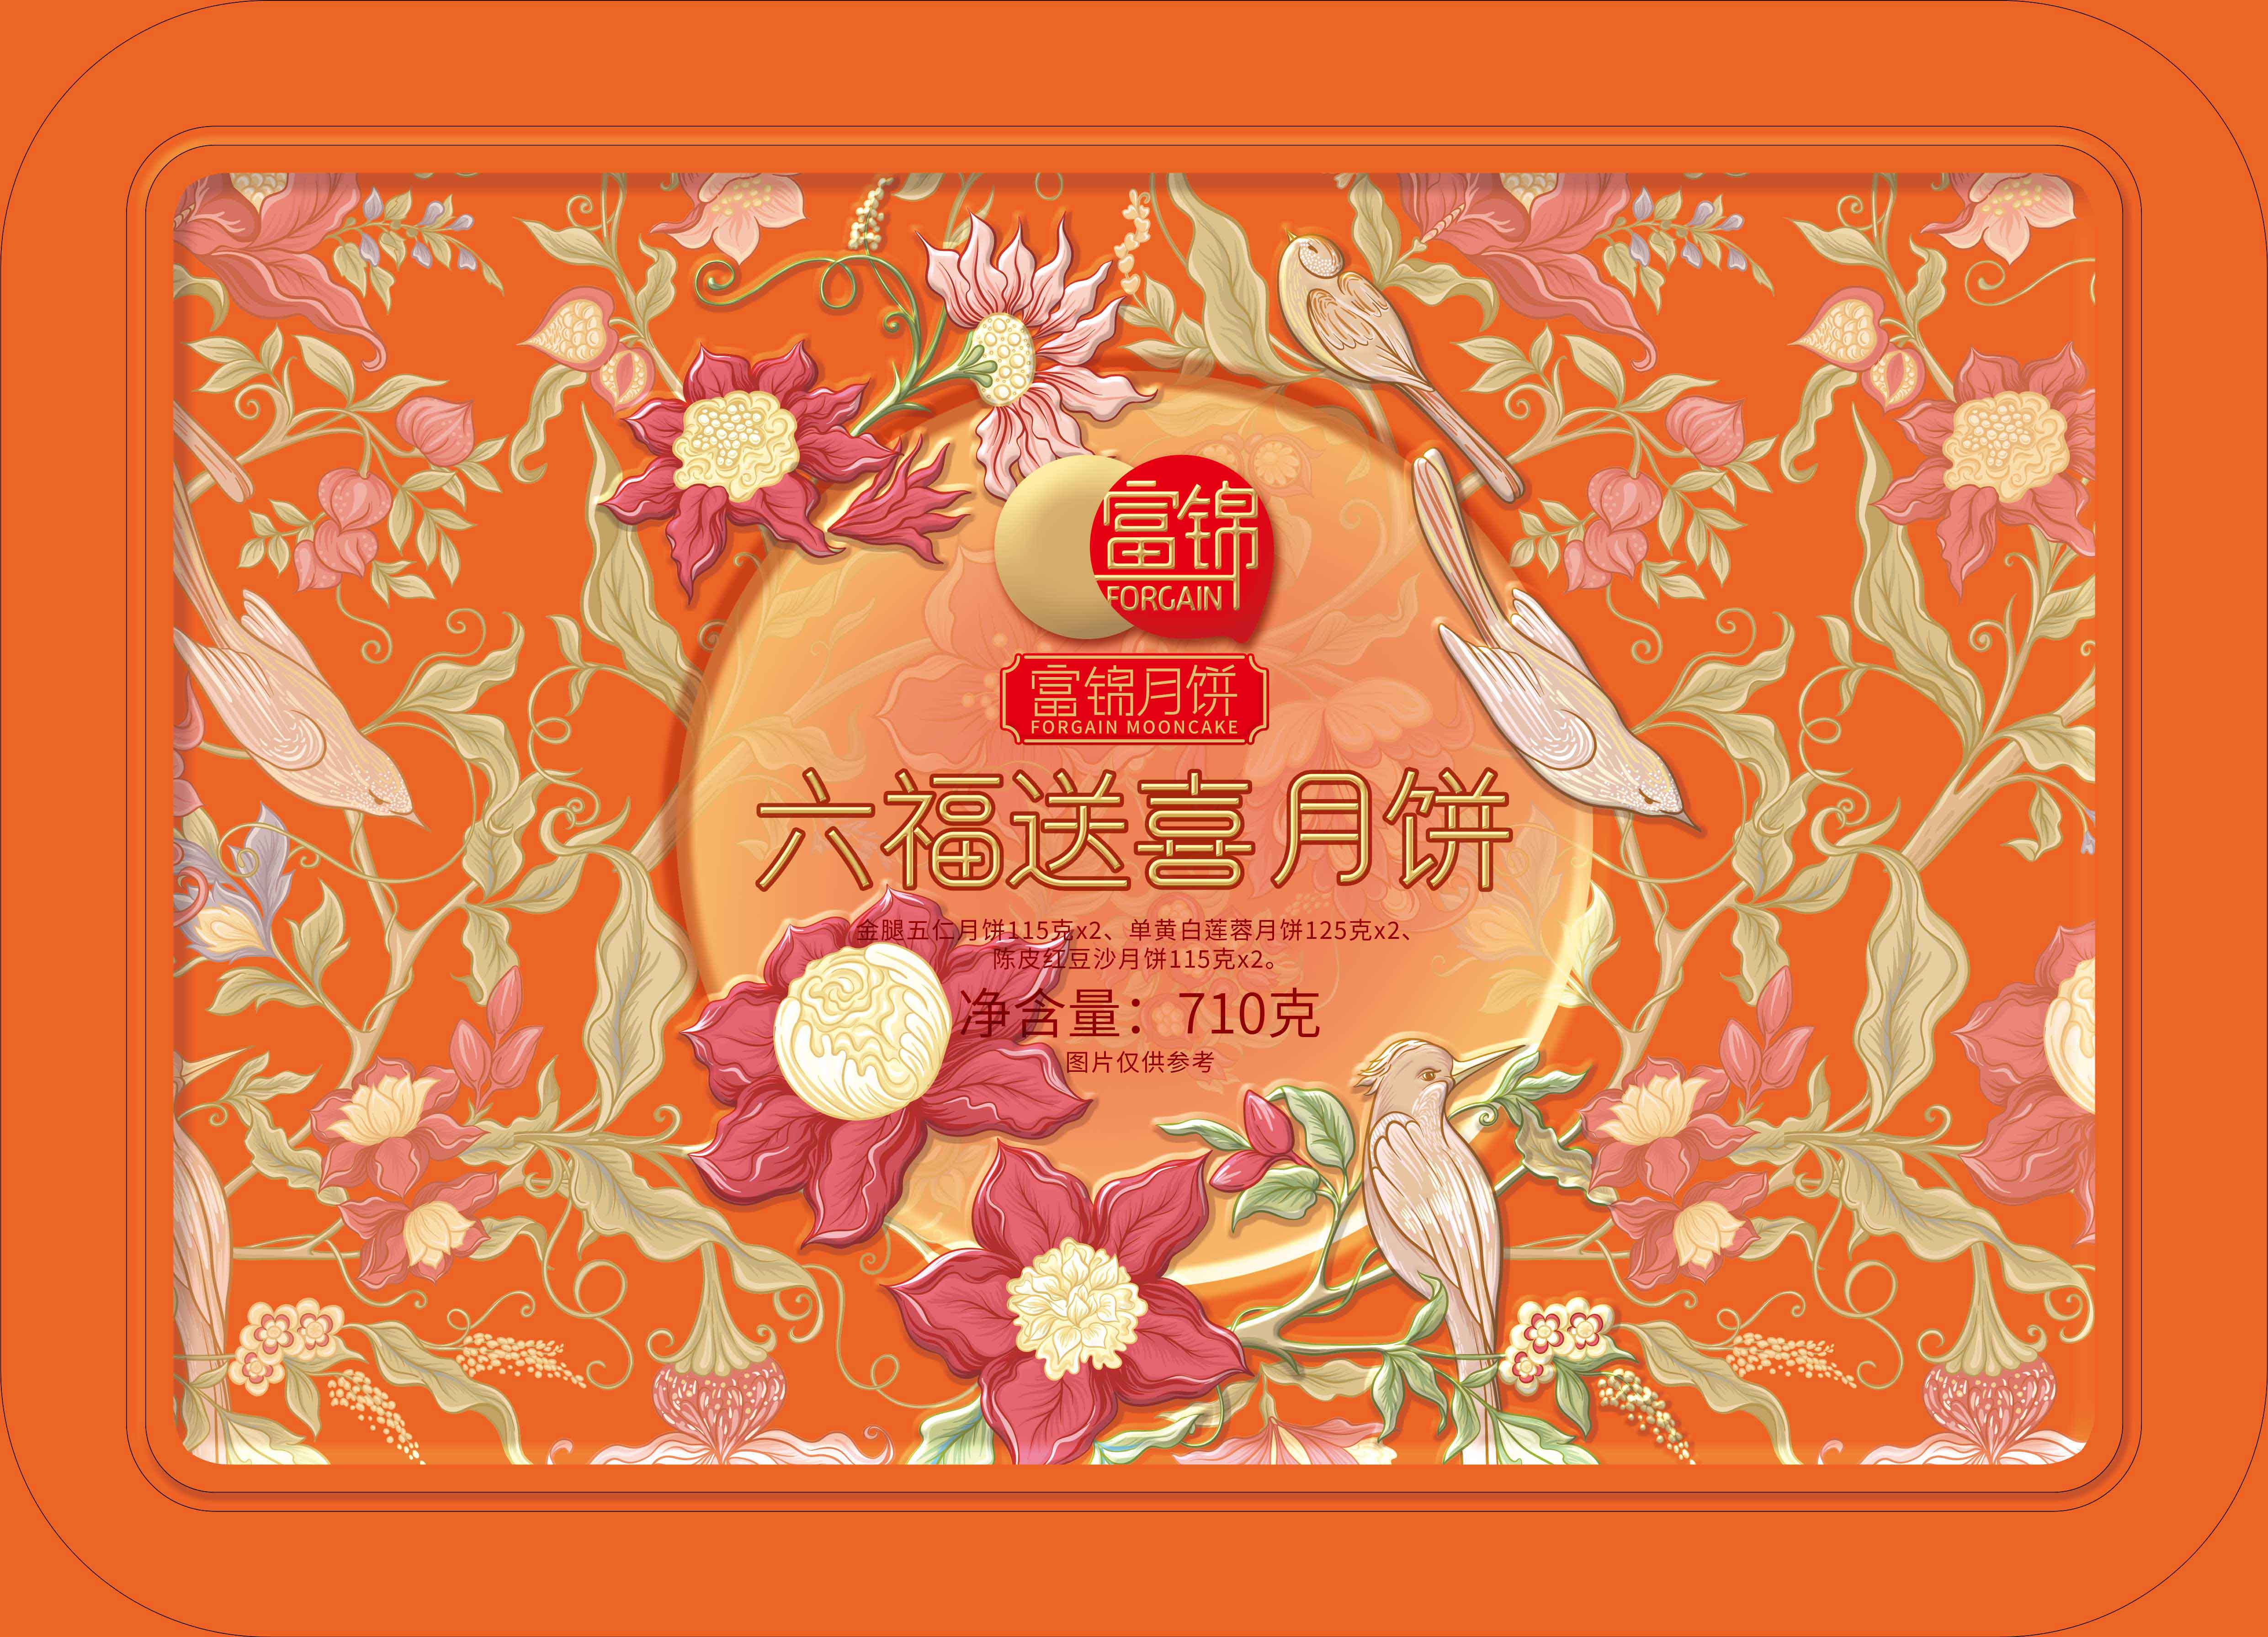 富锦
FORGAIN
富锦月饼
FORGAIN MOONCAKE
六福送喜月饼
金腿五仁月饼115克x2、单黄白莲蓉月饼125克x2、
陈皮红豆沙月饼115克x2。
净含量：710克
图片仅供参考